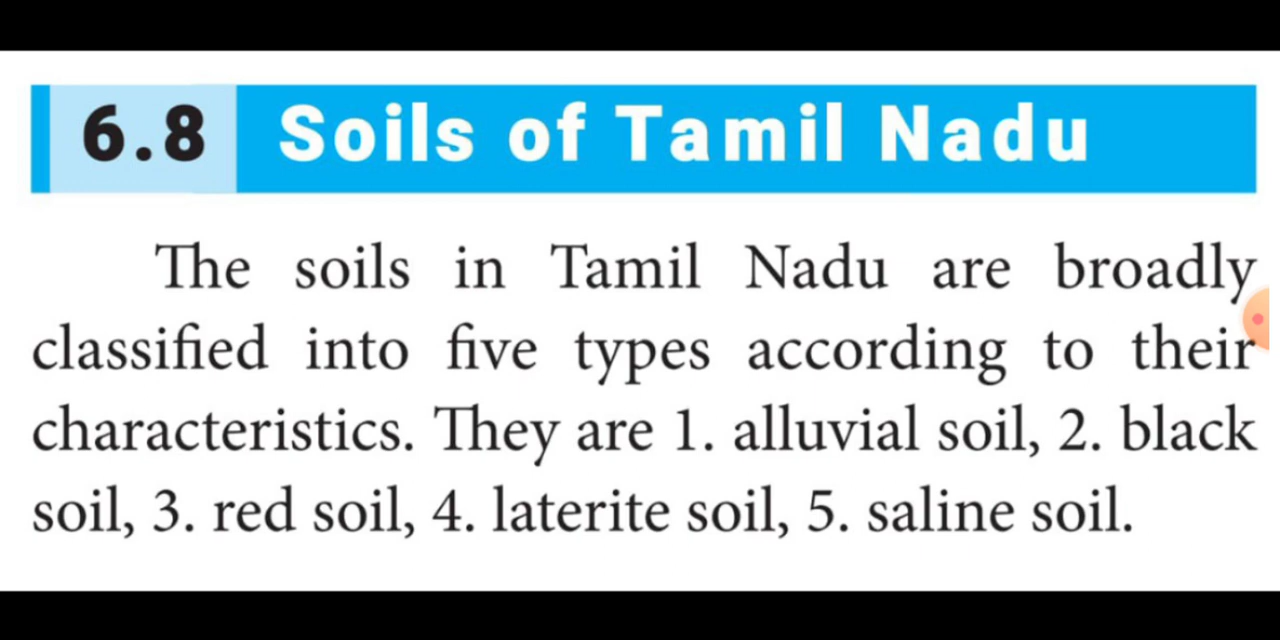 6.8 Soils of Tamil Nadu
The soils in Tamil Nadu are broadly
classified into five types according to their
characteristics. They are 1. alluvial soil, 2. black
soil, 3. red soil, 4. laterite soil, 5. saline soil.